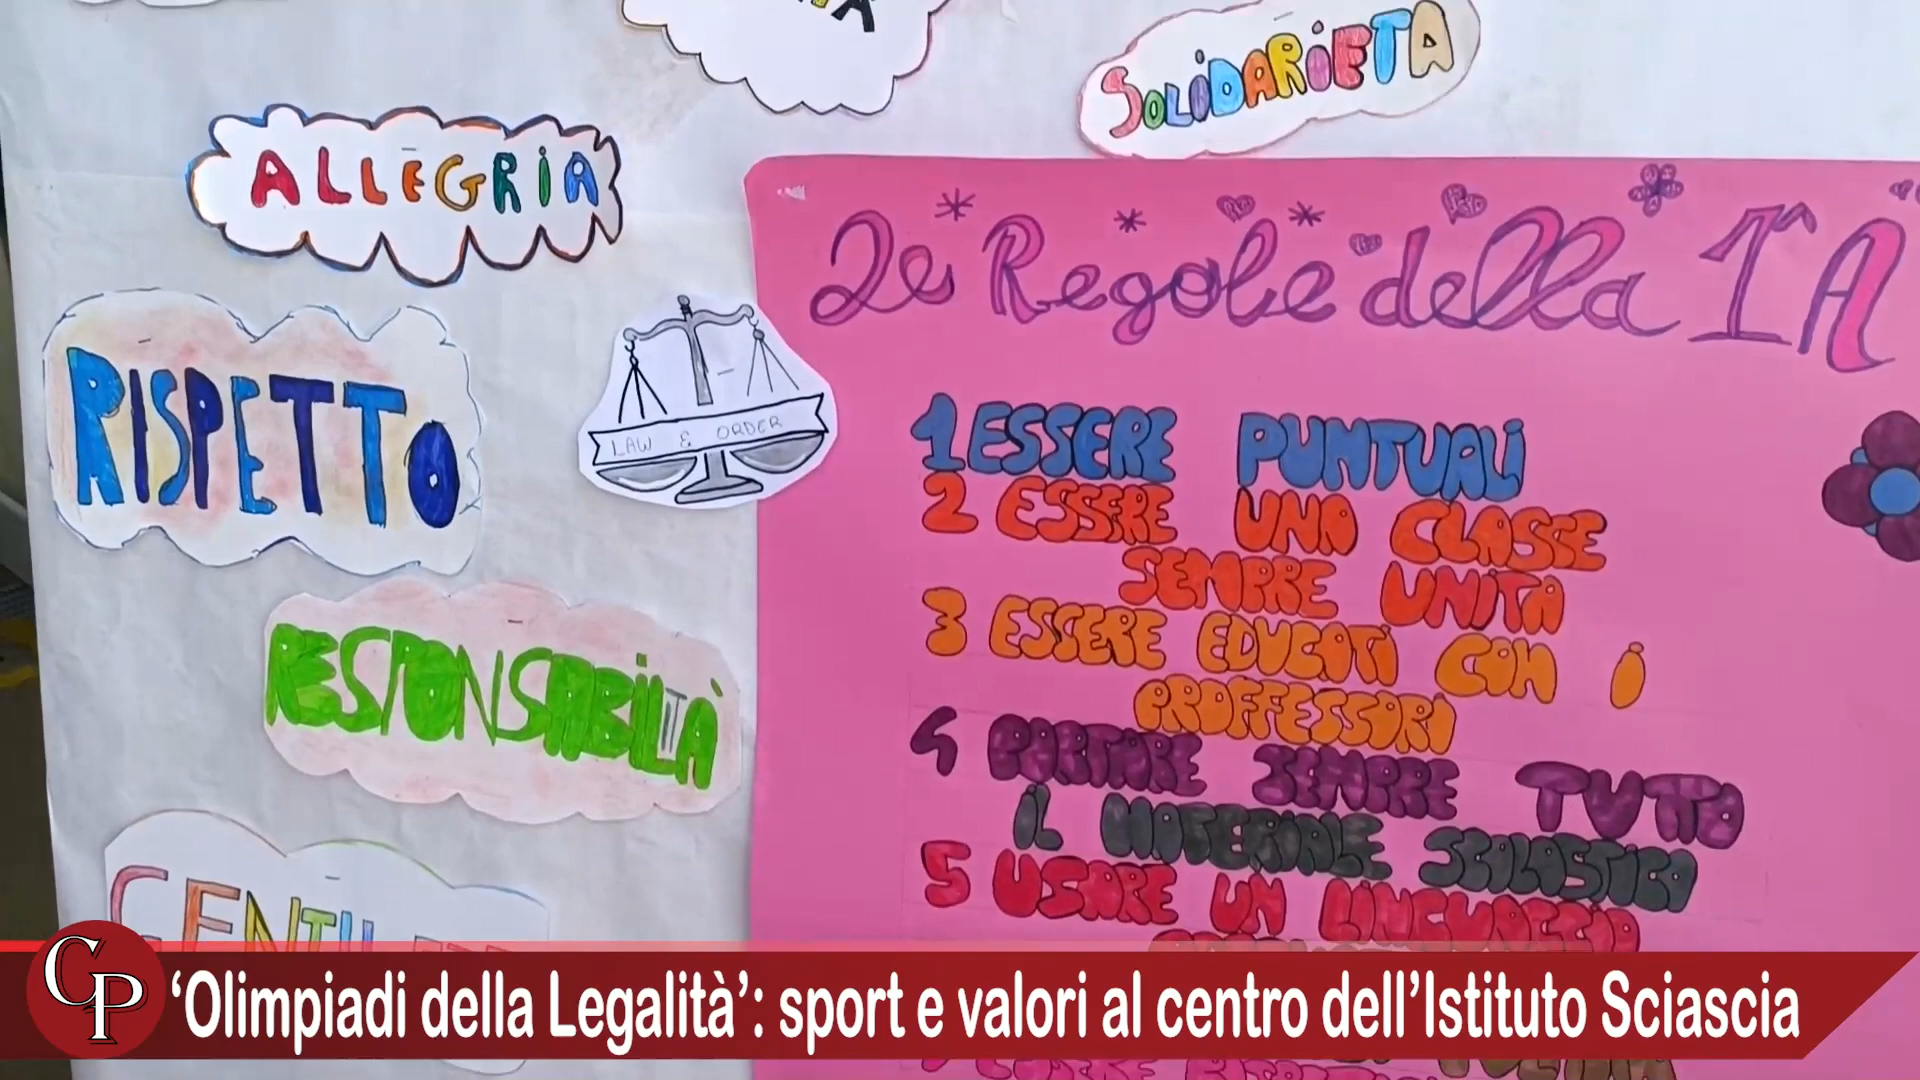 SOLIDARIETA
ALLEGRIA
RISPETTO
LAW & ORDER
RESPONSABILITÀ
Le Regole della 1ªA
1 ESSERE PUNTUALI
2 ESSERE UNA CLASSE
SEMPRE UNITA
3 ESSERE EDUCATI CON I
PROFFESSORI
4 PORTARE SEMPRE TUTTO
IL MATERIALE SCOLASTICO
5 USARE UN LINGUAGGIO
CP
‘Olimpiadi della Legalità’: sport e valori al centro dell’Istituto Sciascia